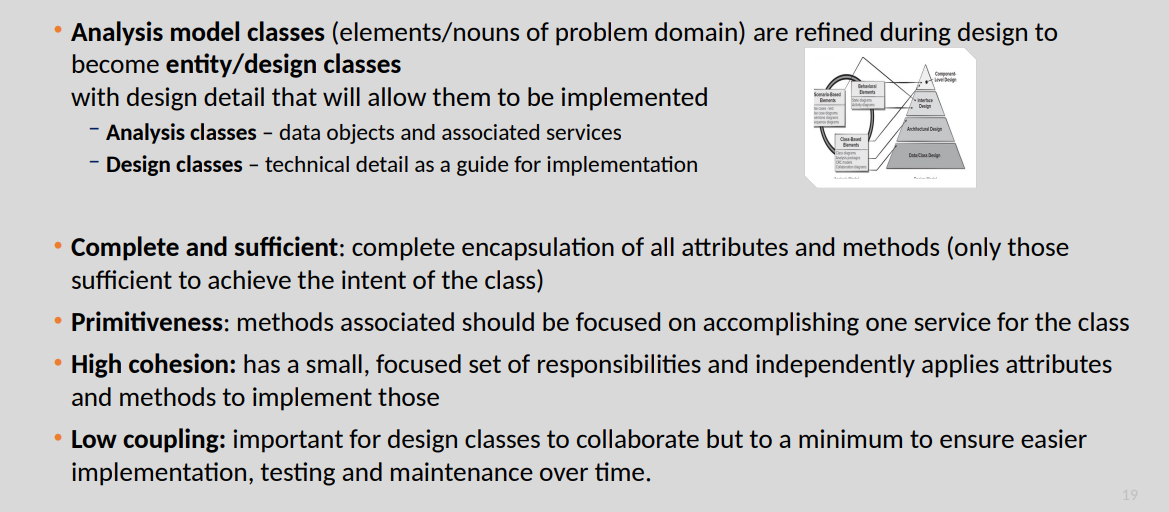 • Analysis model classes (elements/nouns of problem domain) are refined during design to
become entity/design classes
with design detail that will allow them to be implemented
– Analysis classes – data objects and associated services
– Design classes – technical detail as a guide for implementation
Component-
Level Design
Behavioral
Elements
Scenario-Based
Elements
Interface
Design
Architectural Design
Class-Based
Elements
Data/Class Design
• Complete and sufficient: complete encapsulation of all attributes and methods (only those
sufficient to achieve the intent of the class)
• Primitiveness: methods associated should be focused on accomplishing one service for the class
• High cohesion: has a small, focused set of responsibilities and independently applies attributes
and methods to implement those
• Low coupling: important for design classes to collaborate but to a minimum to ensure easier
implementation, testing and maintenance over time.
19